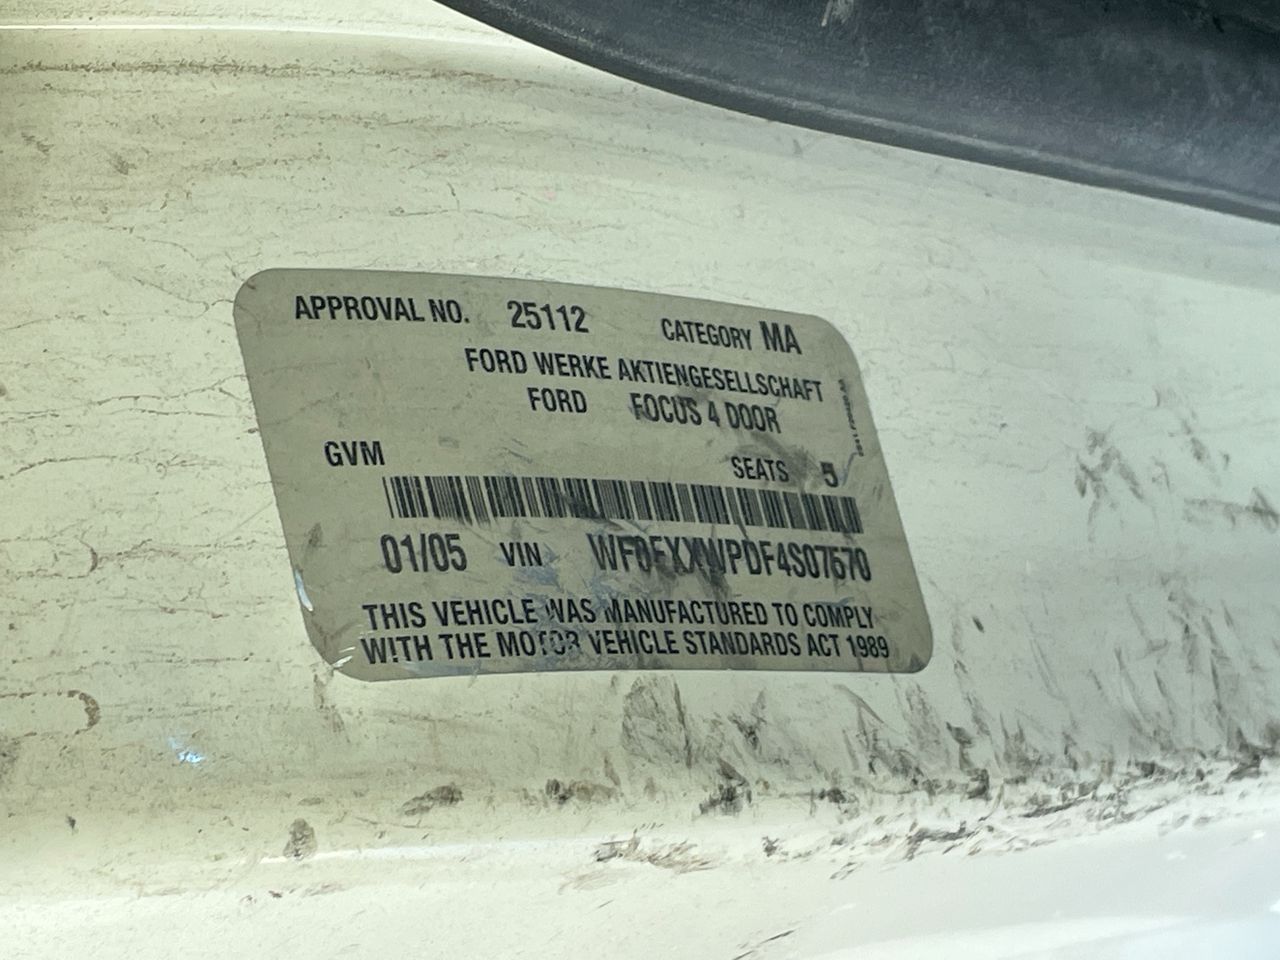 APPROVAL NO. 25112 CATEGORY MA
FORD WERKE AKTIENGESELLSCHAFT
FORD FOCUS 4 DOOR
GVM SEATS 5
01/05 VIN WF0FXXWPDF4S07670
THIS VEHICLE WAS MANUFACTURED TO COMPLY
WITH THE MOTOR VEHICLE STANDARDS ACT 1989